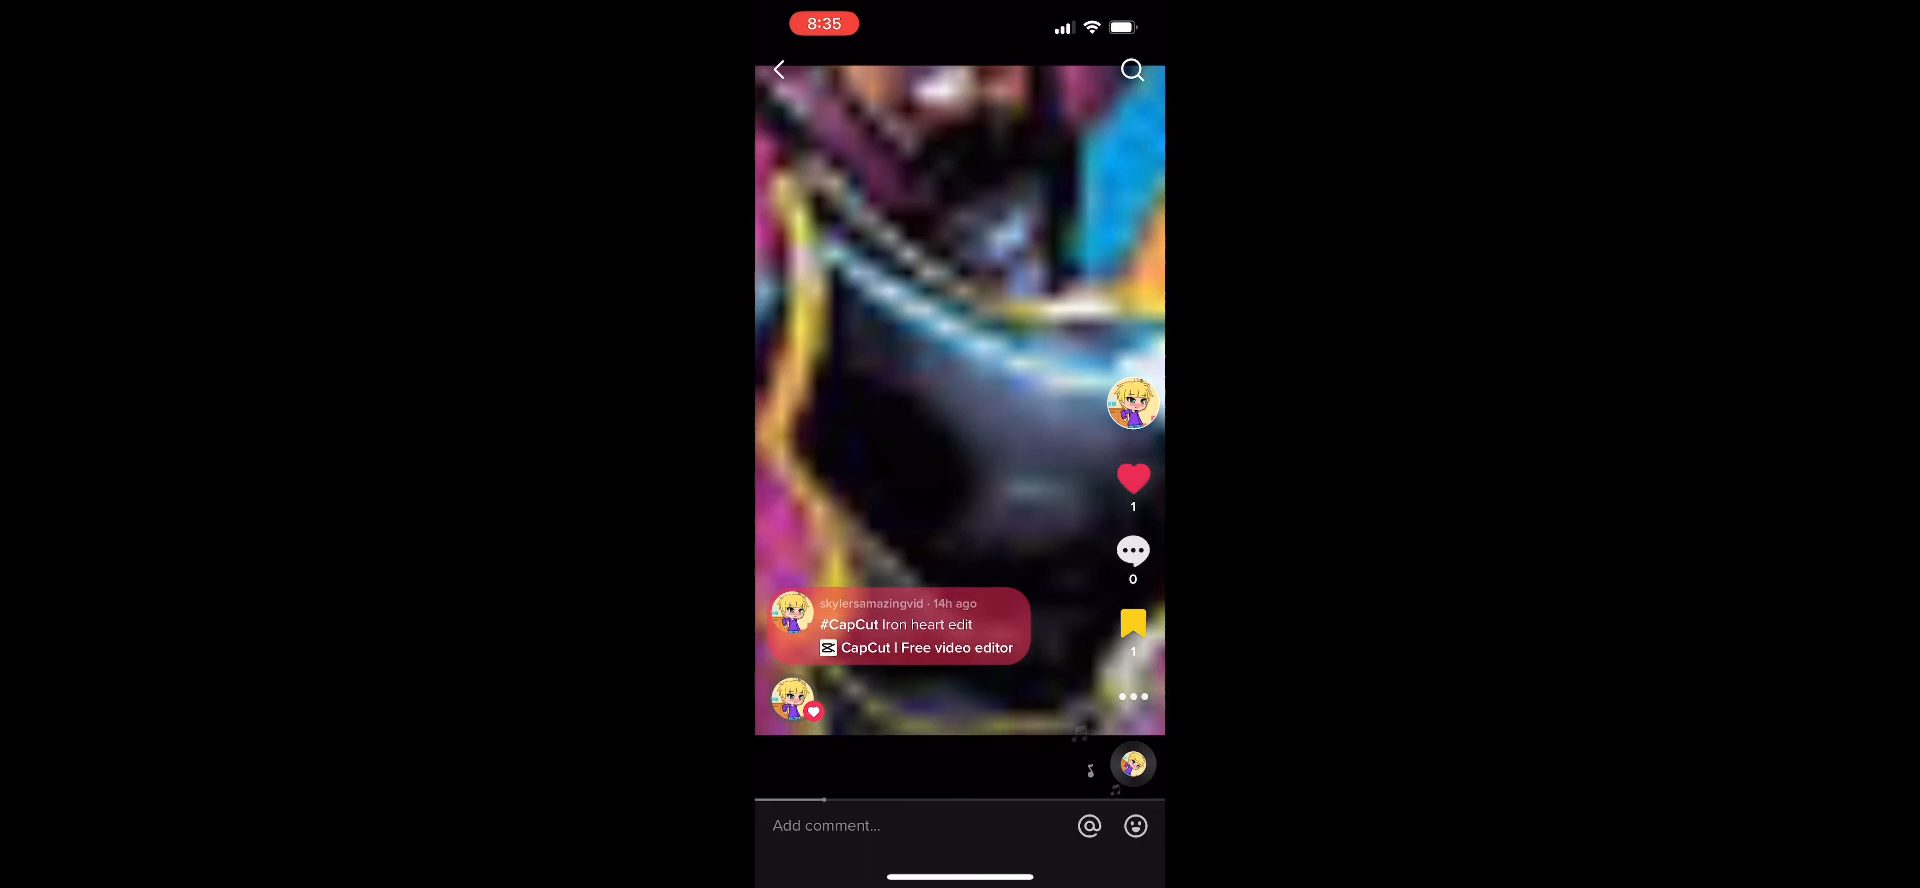 8:35
1
0
skylersamazingvid · 14h ago
#CapCut Iron heart edit
CapCut | Free video editor
1
Add comment...